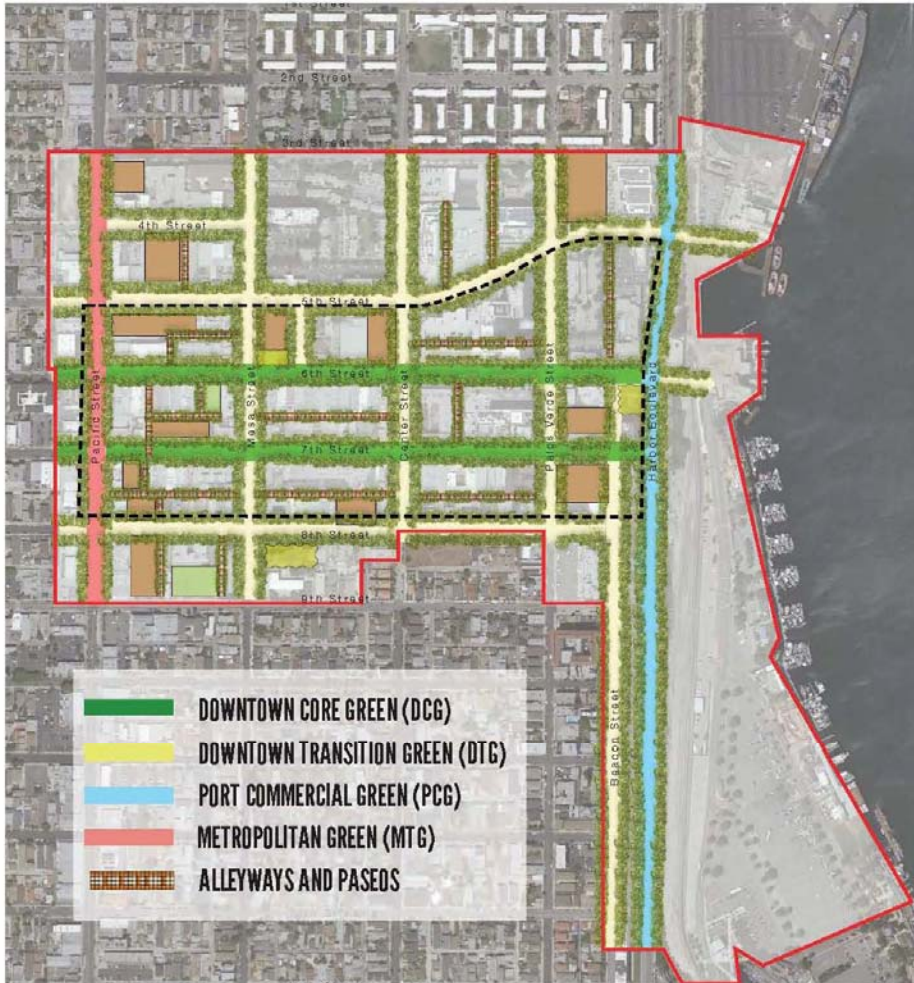 1st Street
2nd Street
3rd Street
4th Street
5th Street
6th Street
7th Street
8th Street
9th Street
Pacific Street
Mesa Street
Center Street
Palos Verde Street
Harbor Boulevard
Beacon Street
DOWNTOWN CORE GREEN (DCG)
DOWNTOWN TRANSITION GREEN (DTG)
PORT COMMERCIAL GREEN (PCG)
METROPOLITAN GREEN (MTG)
ALLEYWAYS AND PASEOS